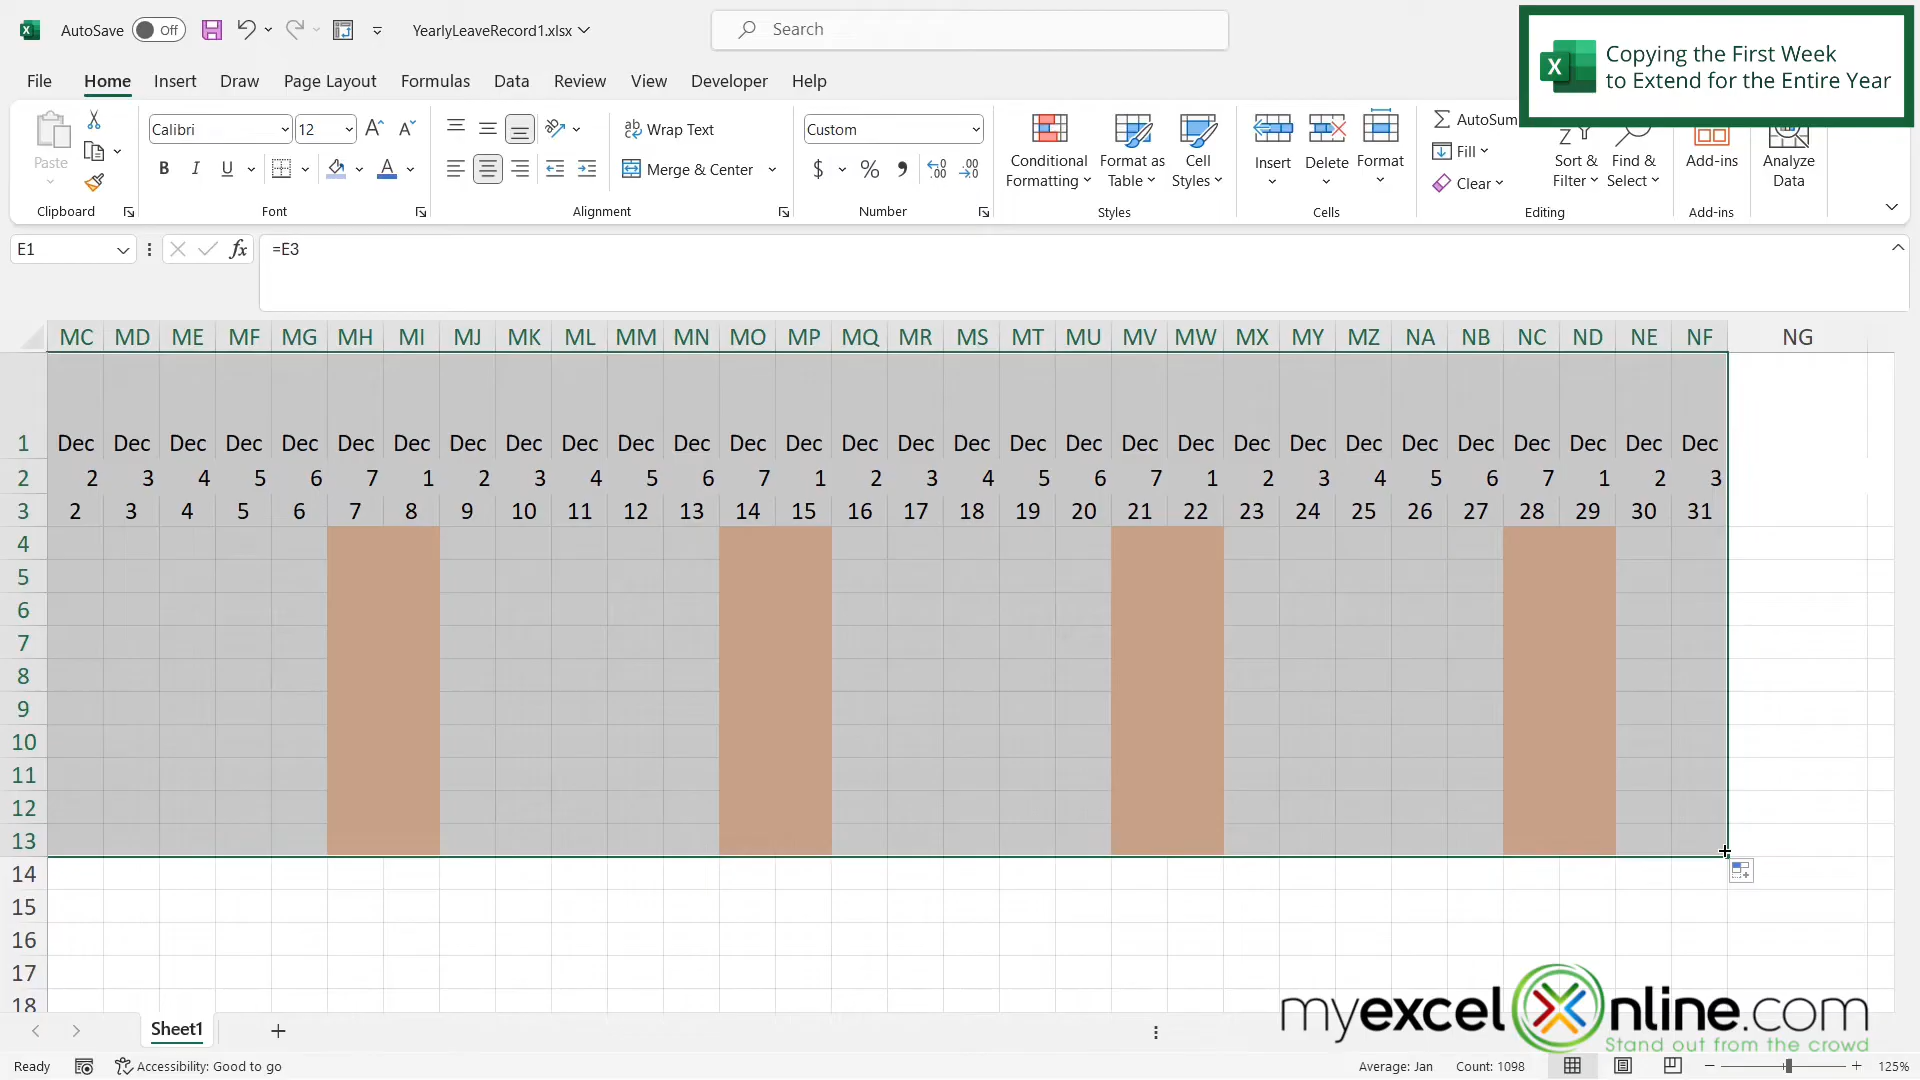 AutoSave Off YearlyLeaveRecord1.xlsx Search
Copying the First Week
to Extend for the Entire Year
File Home Insert Draw Page Layout Formulas Data Review View Developer Help
Paste
Clipboard
Calibri 12
B I U
Font
Wrap Text
Merge & Center
Alignment
Custom
$ % 9
Number
Conditional
Formatting
Format as
Table
Cell
Styles
Styles
Insert Delete Format
Cells
AutoSum
Fill
Clear
Sort &
Filter
Find &
Select
Editing
Add-ins
Add-ins
Analyze
Data
E1 fx =E3
MC MD ME MF MG MH MI MJ MK ML MM MN MO MP MQ MR MS MT MU MV MW MX MY MZ NA NB NC ND NE NF NG
1 Dec Dec Dec Dec Dec Dec Dec Dec Dec Dec Dec Dec Dec Dec Dec Dec Dec Dec Dec Dec Dec Dec Dec Dec Dec Dec Dec Dec Dec Dec
2 2 3 4 5 6 7 1 2 3 4 5 6 7 1 2 3 4 5 6 7 1 2 3 4 5 6 7 1 2 3
3 2 3 4 5 6 7 8 9 10 11 12 13 14 15 16 17 18 19 20 21 22 23 24 25 26 27 28 29 30 31
4
5
6
7
8
9
10
11
12
13
14
15
16
17
18
myexcelonline.com
Stand out from the crowd
Sheet1
Ready Accessibility: Good to go Average: Jan Count: 1098 125%